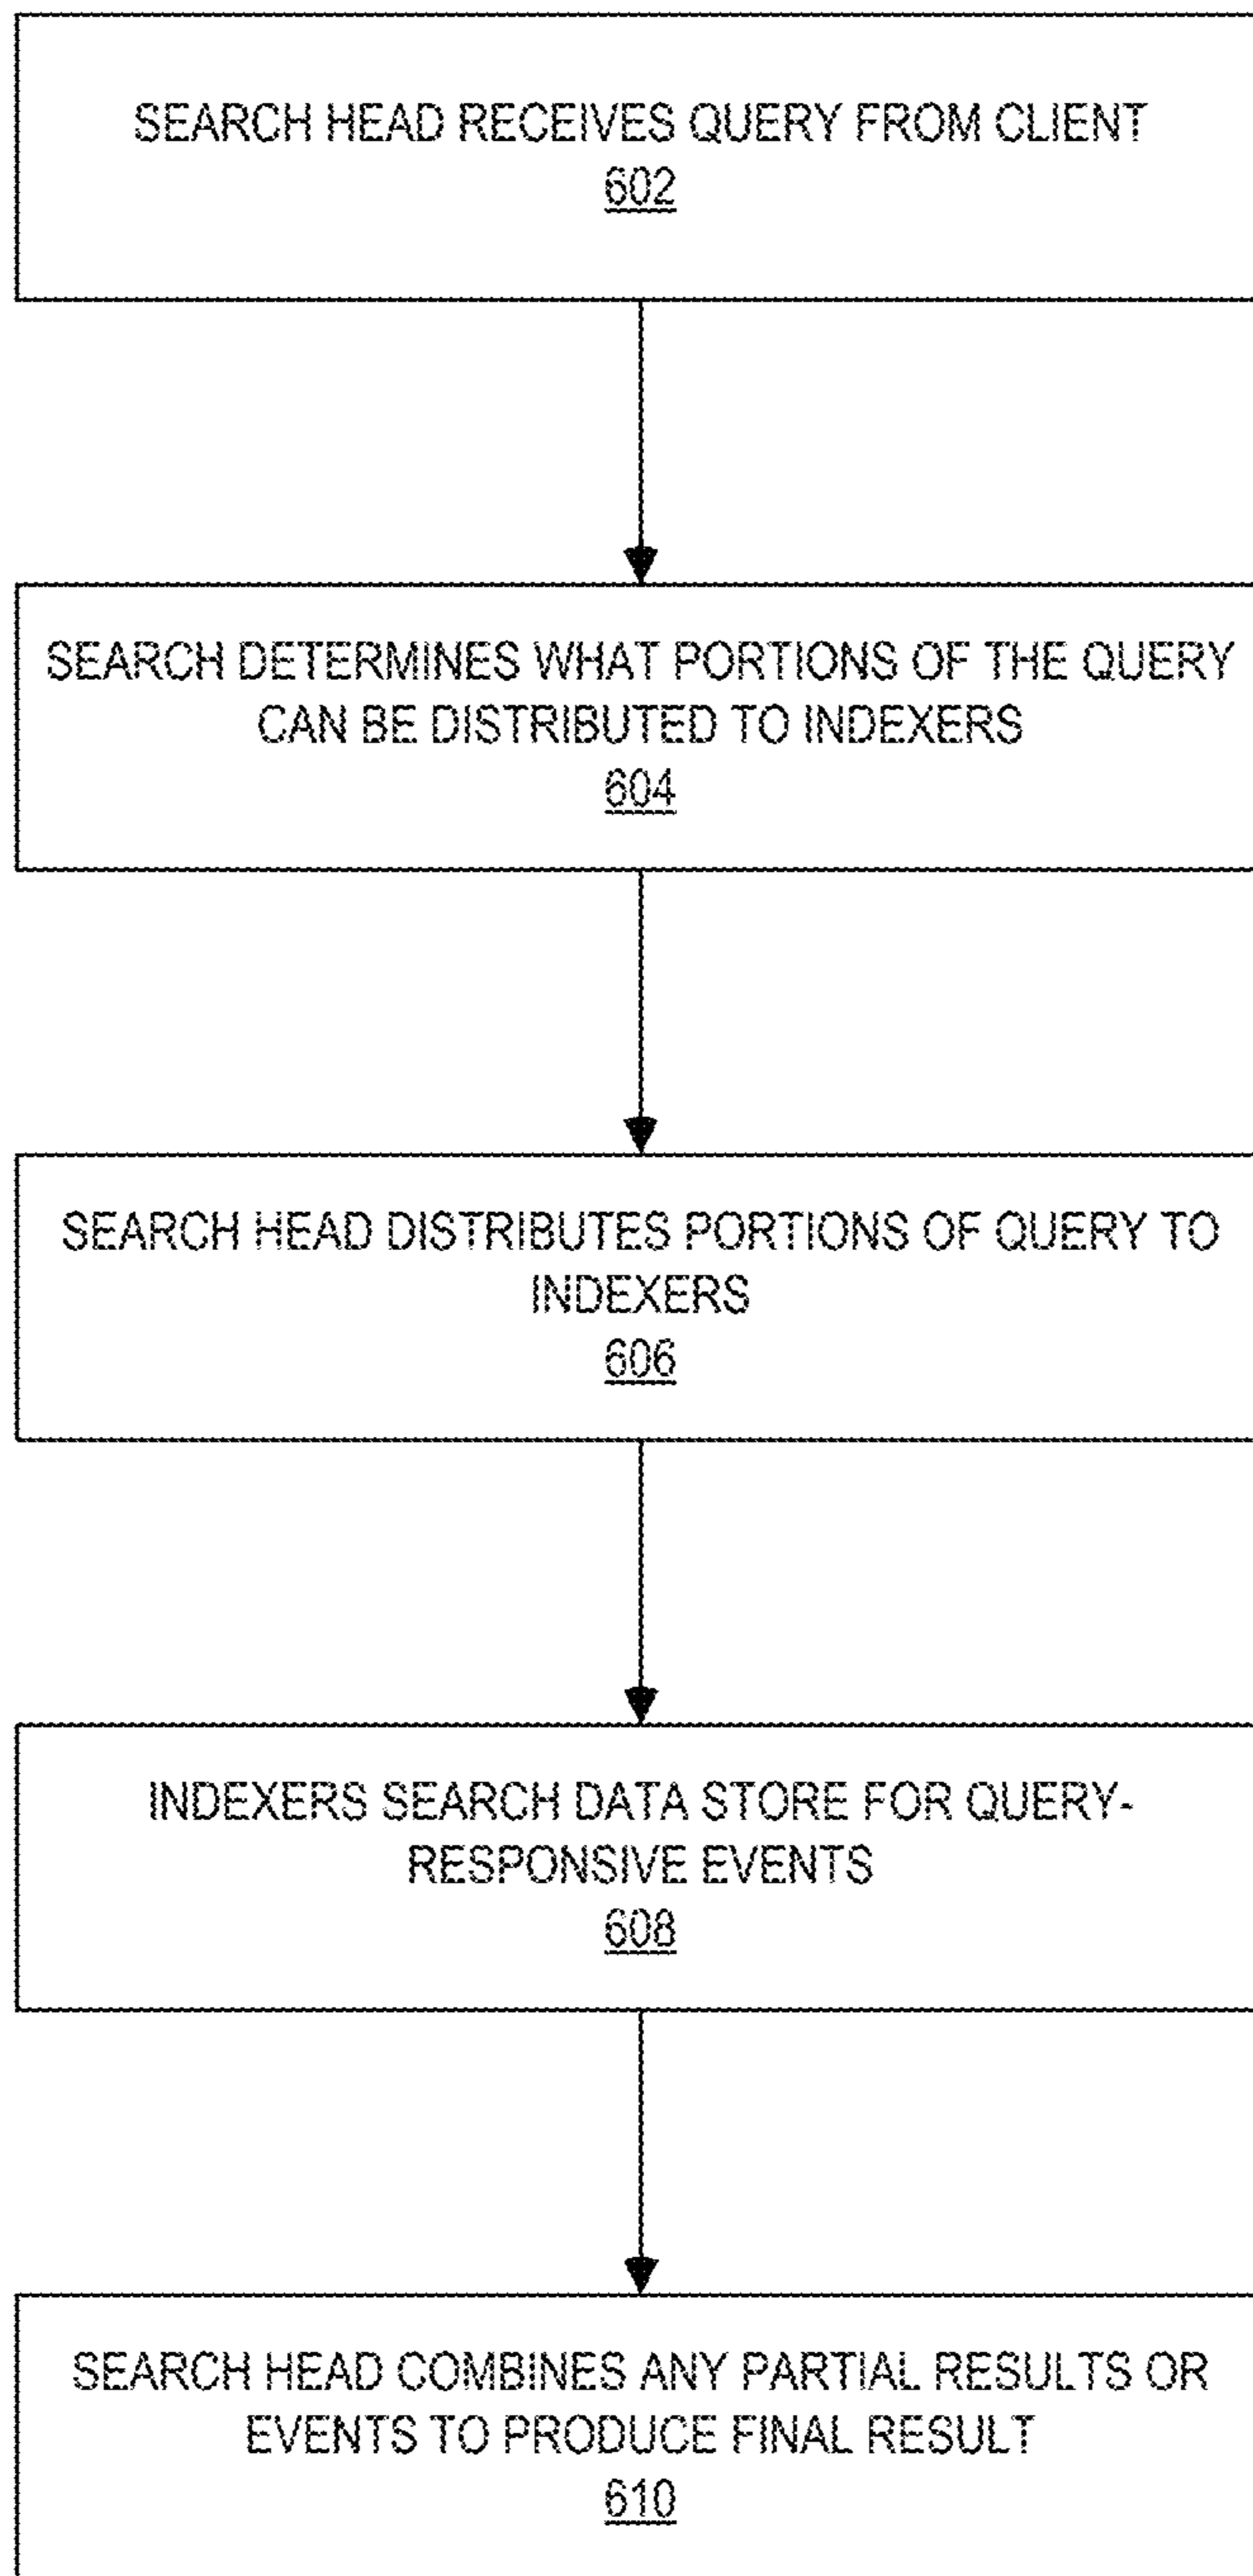 SEARCH HEAD RECEIVES QUERY FROM CLIENT
602
SEARCH DETERMINES WHAT PORTIONS OF THE QUERY
CAN BE DISTRIBUTED TO INDEXERS
604
SEARCH HEAD DISTRIBUTES PORTIONS OF QUERY TO
INDEXERS
606
INDEXERS SEARCH DATA STORE FOR QUERY-
RESPONSIVE EVENTS
608
SEARCH HEAD COMBINES ANY PARTIAL RESULTS OR
EVENTS TO PRODUCE FINAL RESULT
610